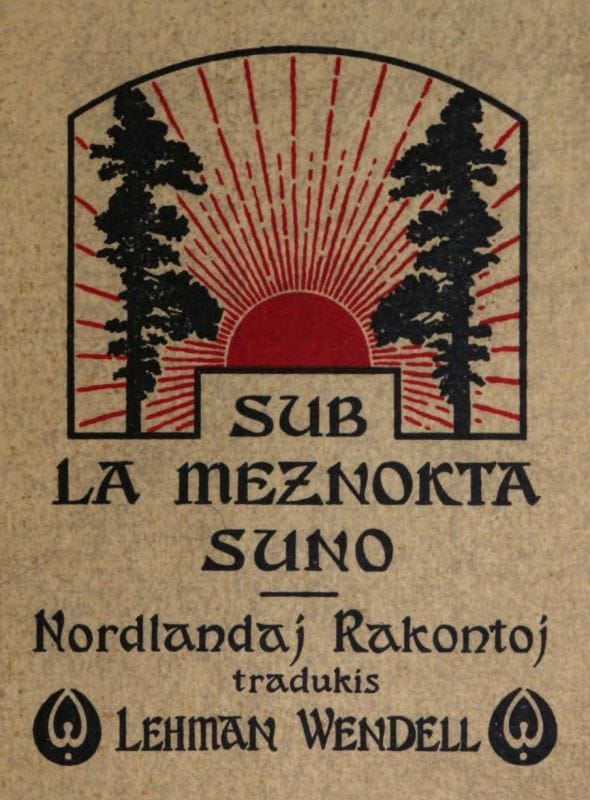 SUB
LA MEZNOKTA
SUNO
Nordlandaj Rakontoj
tradukis
LEHMAN WENDELL